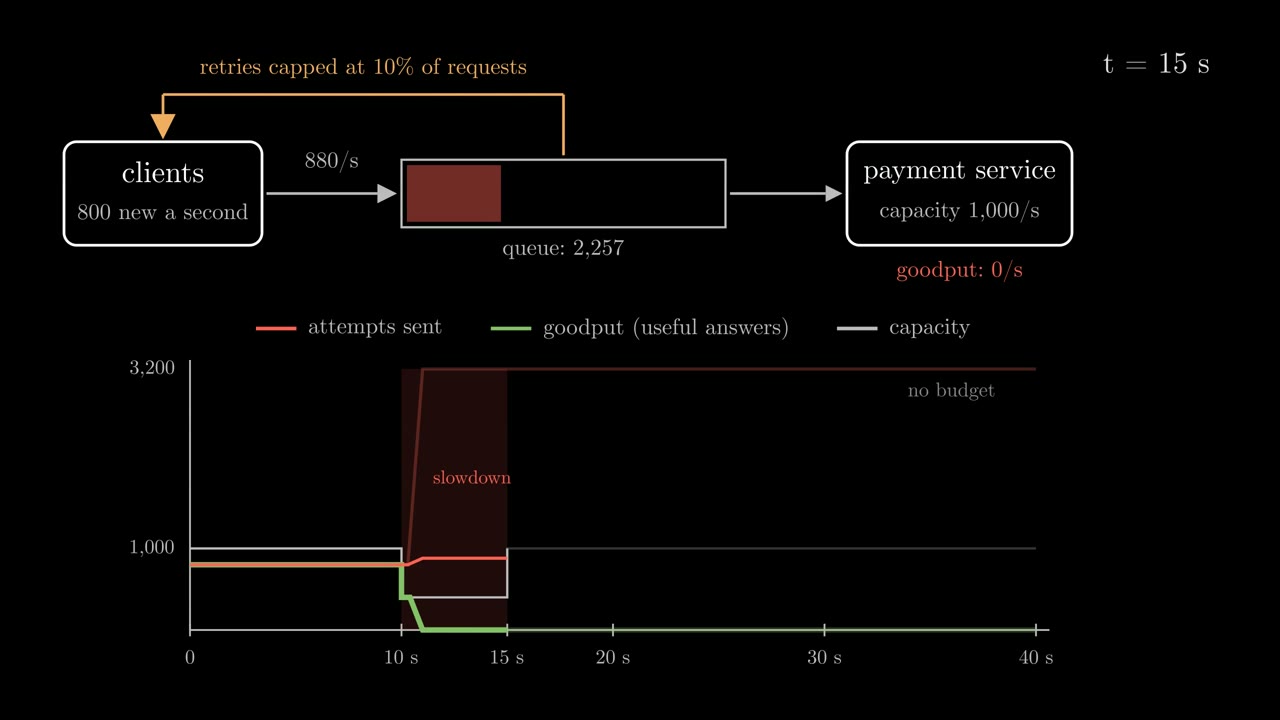 retries capped at 10% of requests
t = 15 s
clients
800 new a second
880/s
queue: 2,257
payment service
capacity 1,000/s
goodput: 0/s
attempts sent
goodput (useful answers)
capacity
3,200
no budget
slowdown
1,000
0
10 s
15 s
20 s
30 s
40 s